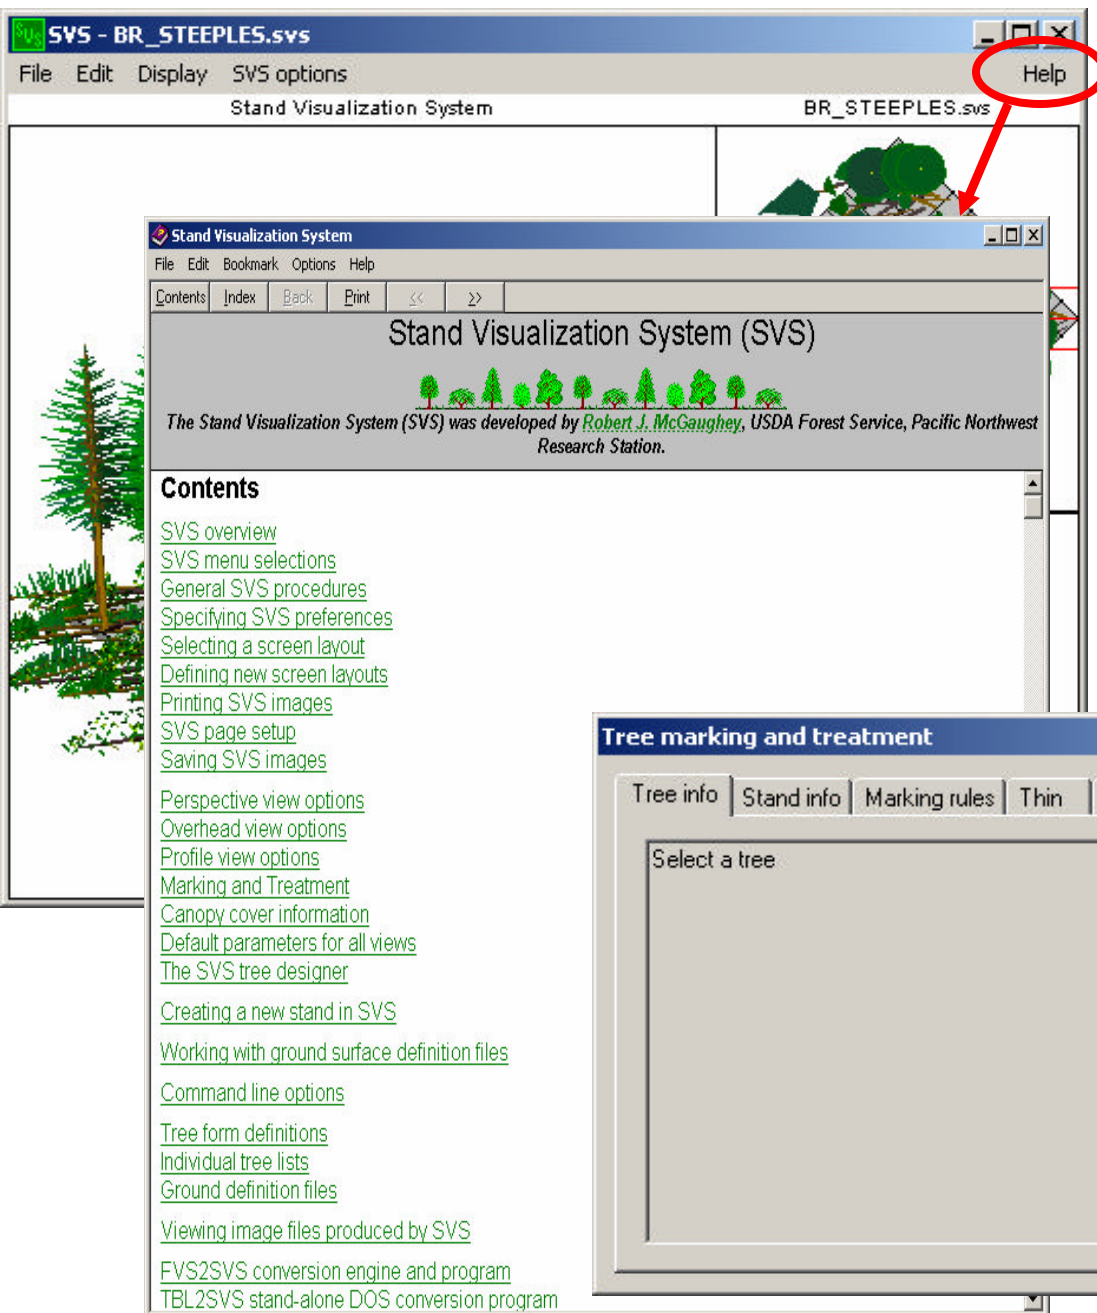 SVS - BR_STEEPLES.svs
File Edit Display SVS options Help
Stand Visualization System BR_STEEPLES.svs
Stand Visualization System
File Edit Bookmark Options Help
Contents Index Back Print << >>
Stand Visualization System (SVS)
The Stand Visualization System (SVS) was developed by Robert J. McGaughey, USDA Forest Service, Pacific Northwest
Research Station.
Contents
SVS overview
SVS menu selections
General SVS procedures
Specifying SVS preferences
Selecting a screen layout
Defining new screen layouts
Printing SVS images
SVS page setup
Saving SVS images
Perspective view options
Overhead view options
Profile view options
Marking and Treatment
Canopy cover information
Default parameters for all views
The SVS tree designer
Creating a new stand in SVS
Working with ground surface definition files
Command line options
Tree form definitions
Individual tree lists
Ground definition files
Viewing image files produced by SVS
FVS2SVS conversion engine and program
TBL2SVS stand-alone DOS conversion program
Tree marking and treatment
Tree info Stand info Marking rules Thin
Select a tree